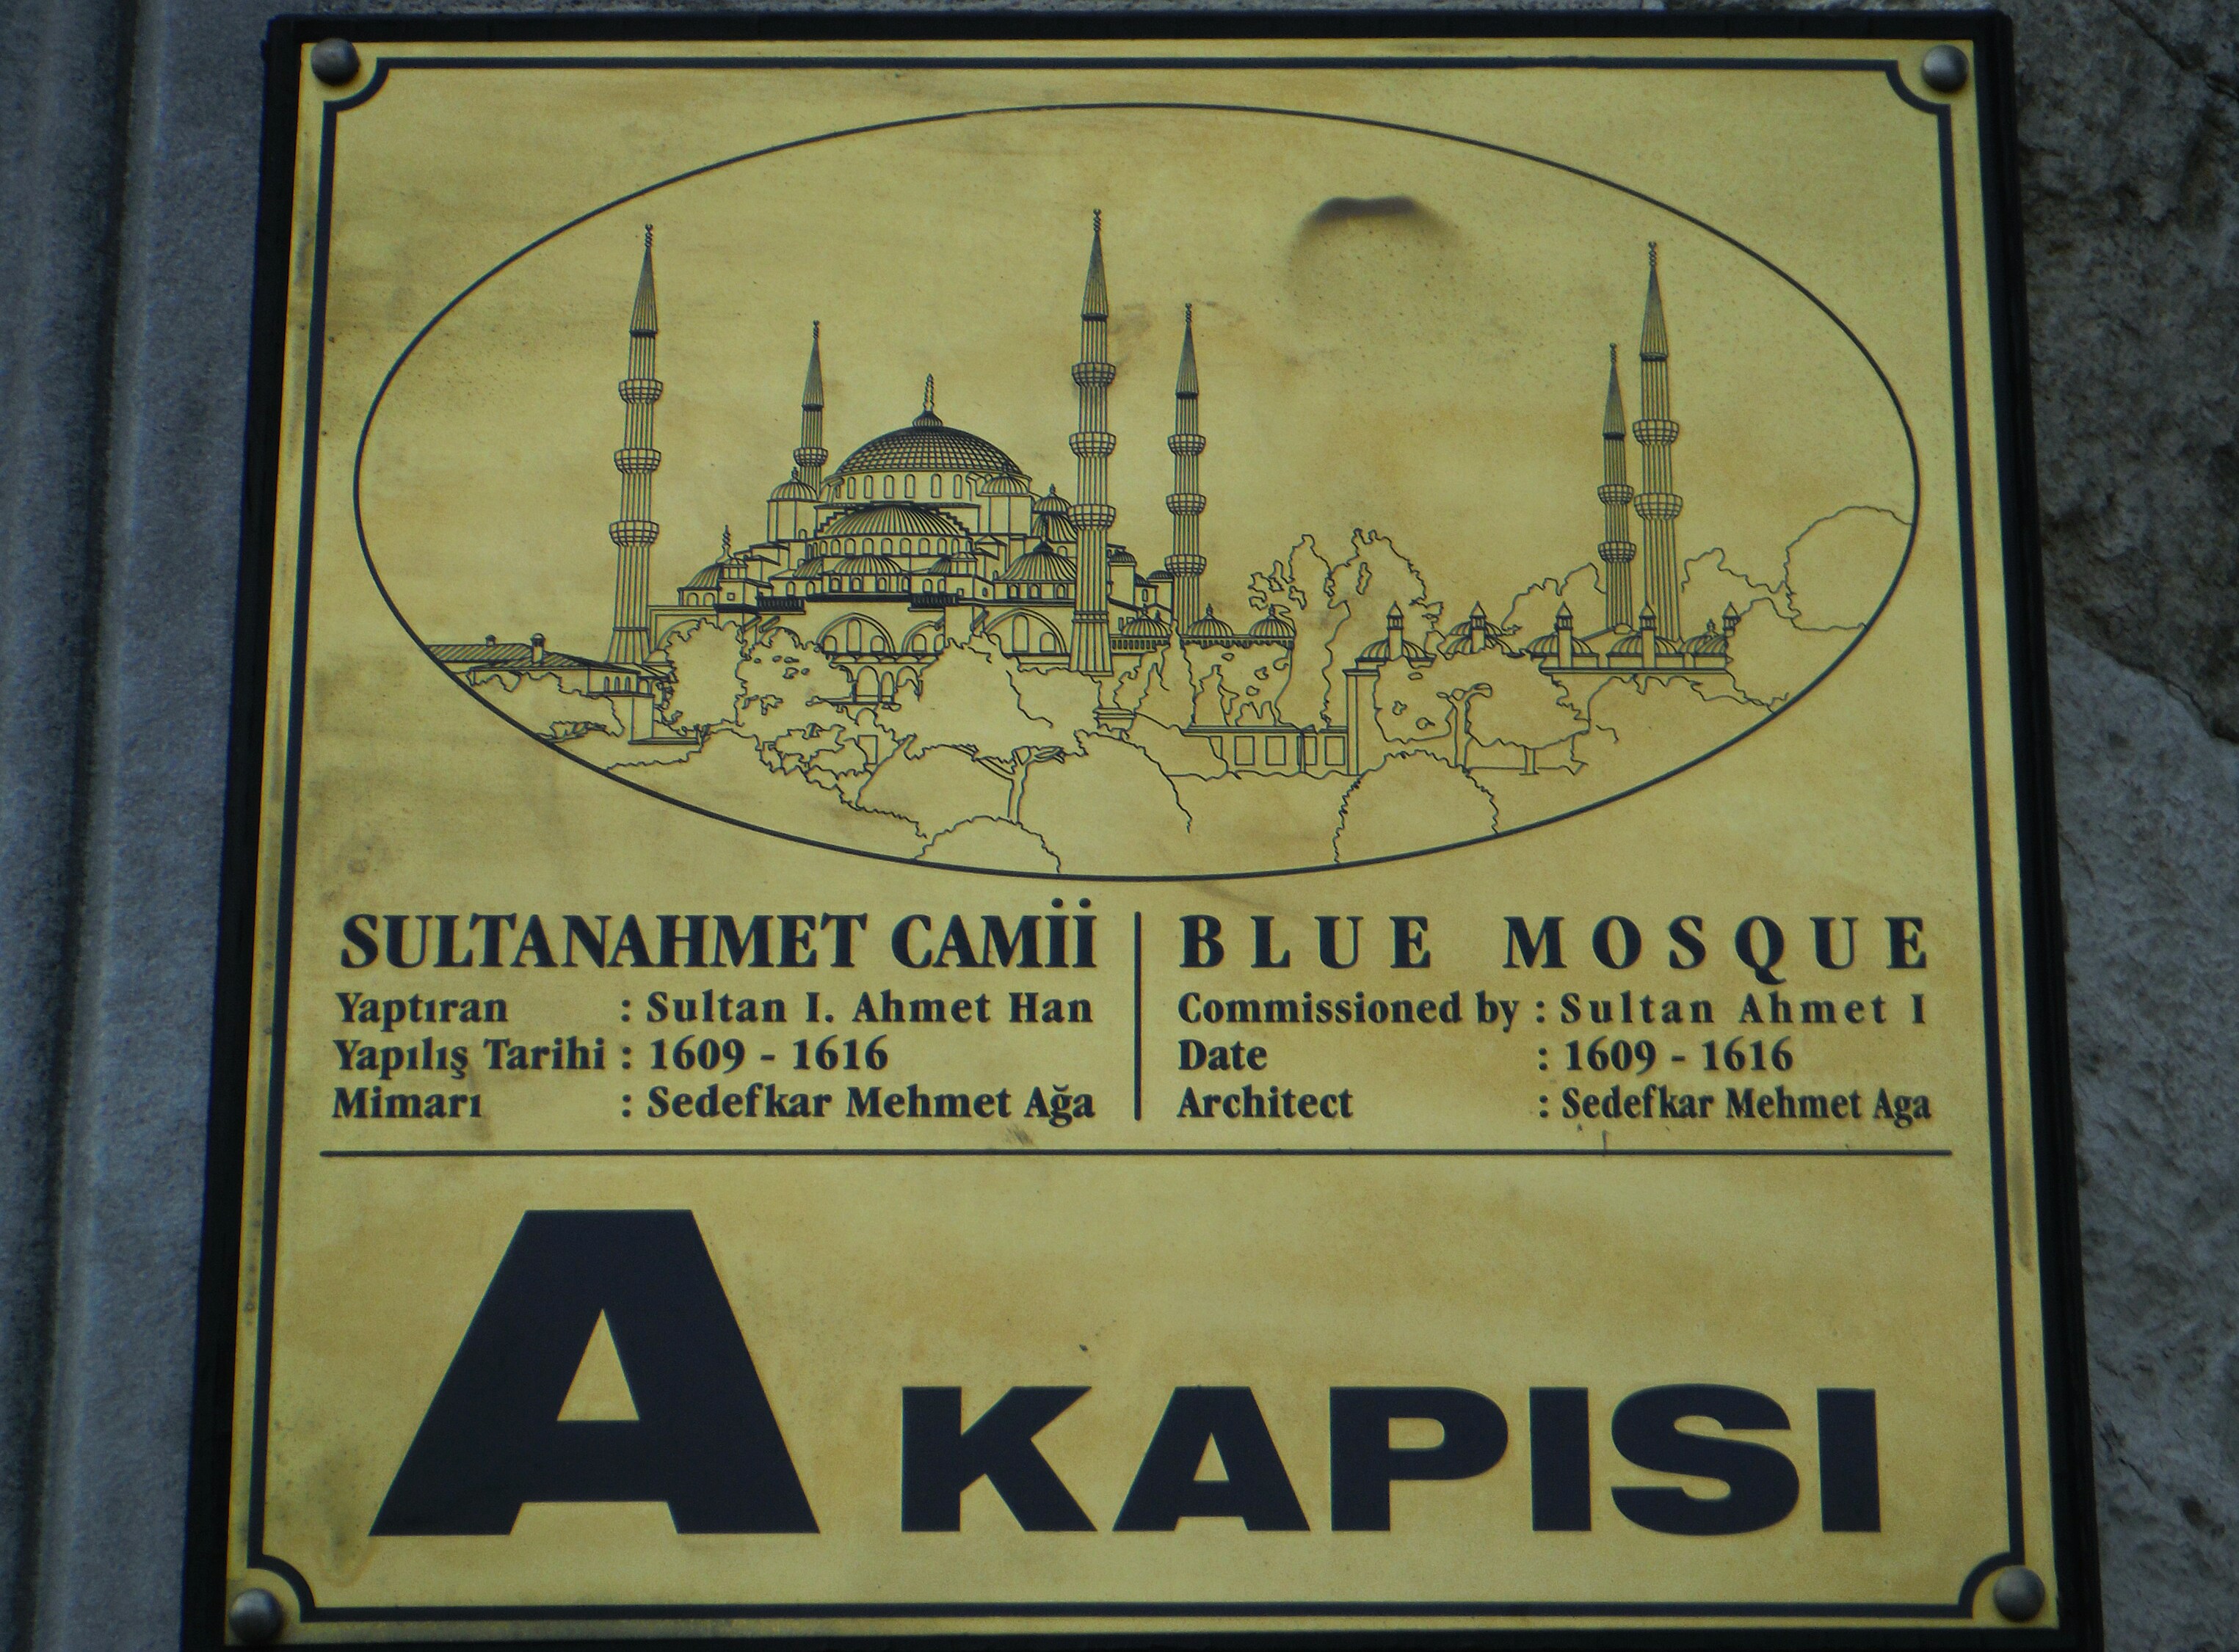 SULTANAHMET CAMİİ
Yaptıran : Sultan I. Ahmet Han
Yapılış Tarihi : 1609 - 1616
Mimarı : Sedefkar Mehmet Ağa
BLUE MOSQUE
Commissioned by : Sultan Ahmet I
Date : 1609 - 1616
Architect : Sedefkar Mehmet Aga
A KAPISI